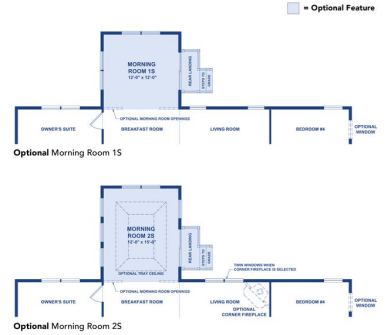 = Optional Feature
MORNING
ROOM 1S
12'-0" x 12'-0"
REAR LANDING
STEPS TO
GRADE
OPTIONAL MORNING ROOM OPENINGS
OWNER'S SUITE
BREAKFAST ROOM
LIVING ROOM
BEDROOM #4
OPTIONAL
WINDOW
Optional Morning Room 1S
MORNING
ROOM 2S
12'-0" x 15'-8"
REAR LANDING
STEPS TO
GRADE
OPTIONAL TRAY CEILING
TWIN WINDOWS WHEN
CORNER FIREPLACE IS SELECTED
OPTIONAL MORNING ROOM OPENINGS
OWNER'S SUITE
BREAKFAST ROOM
LIVING ROOM
OPTIONAL
CORNER FIREPLACE
BEDROOM #4
OPTIONAL
WINDOW
Optional Morning Room 2S